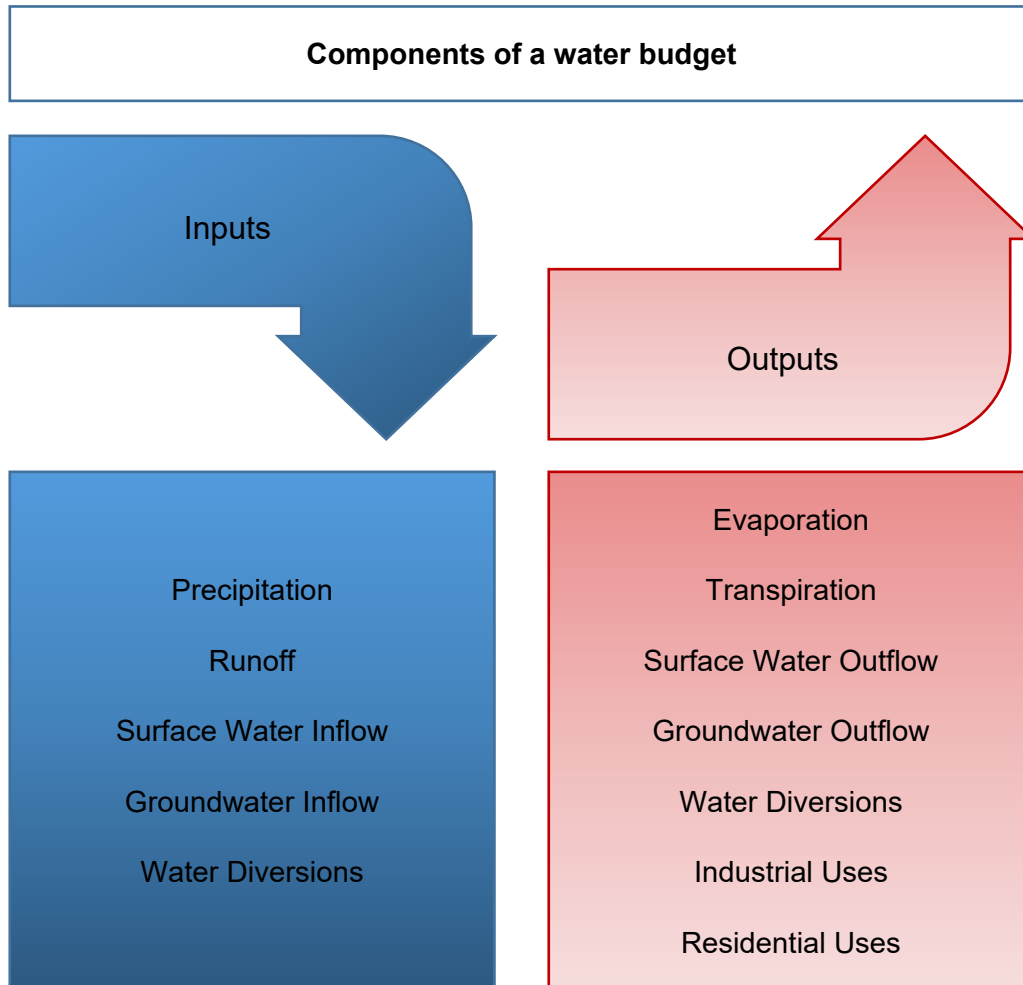 Components of a water budget
Inputs
Outputs
Precipitation
Runoff
Surface Water Inflow
Groundwater Inflow
Water Diversions
Evaporation
Transpiration
Surface Water Outflow
Groundwater Outflow
Water Diversions
Industrial Uses
Residential Uses